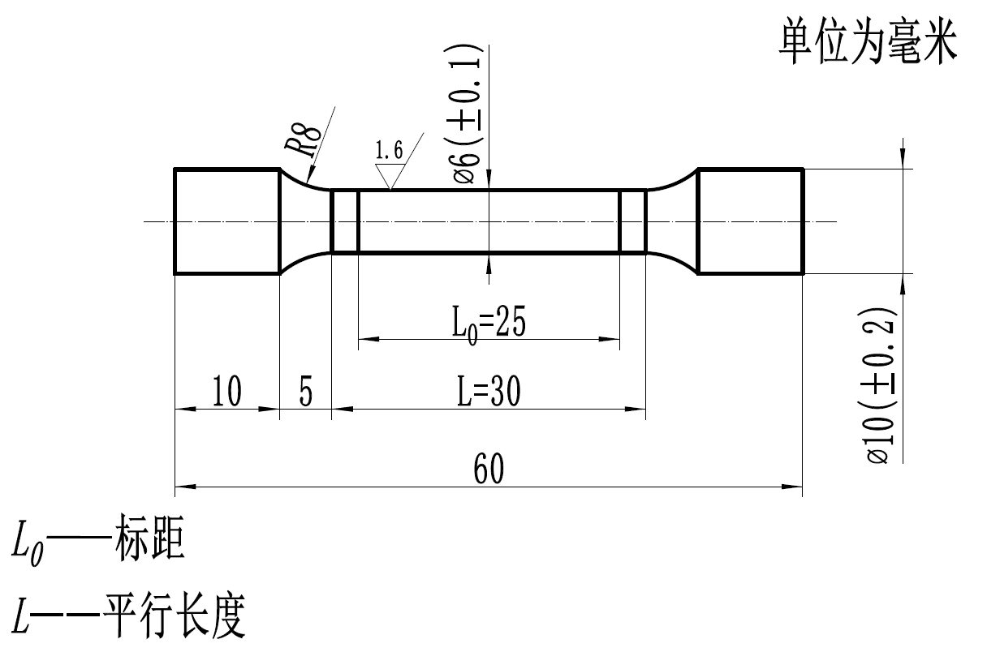 单位为毫米
ø6(±0.1)
R8
1.6
L₀=25
ø10(±0.2)
10
5
L=30
60
L₀——标距
L——平行长度